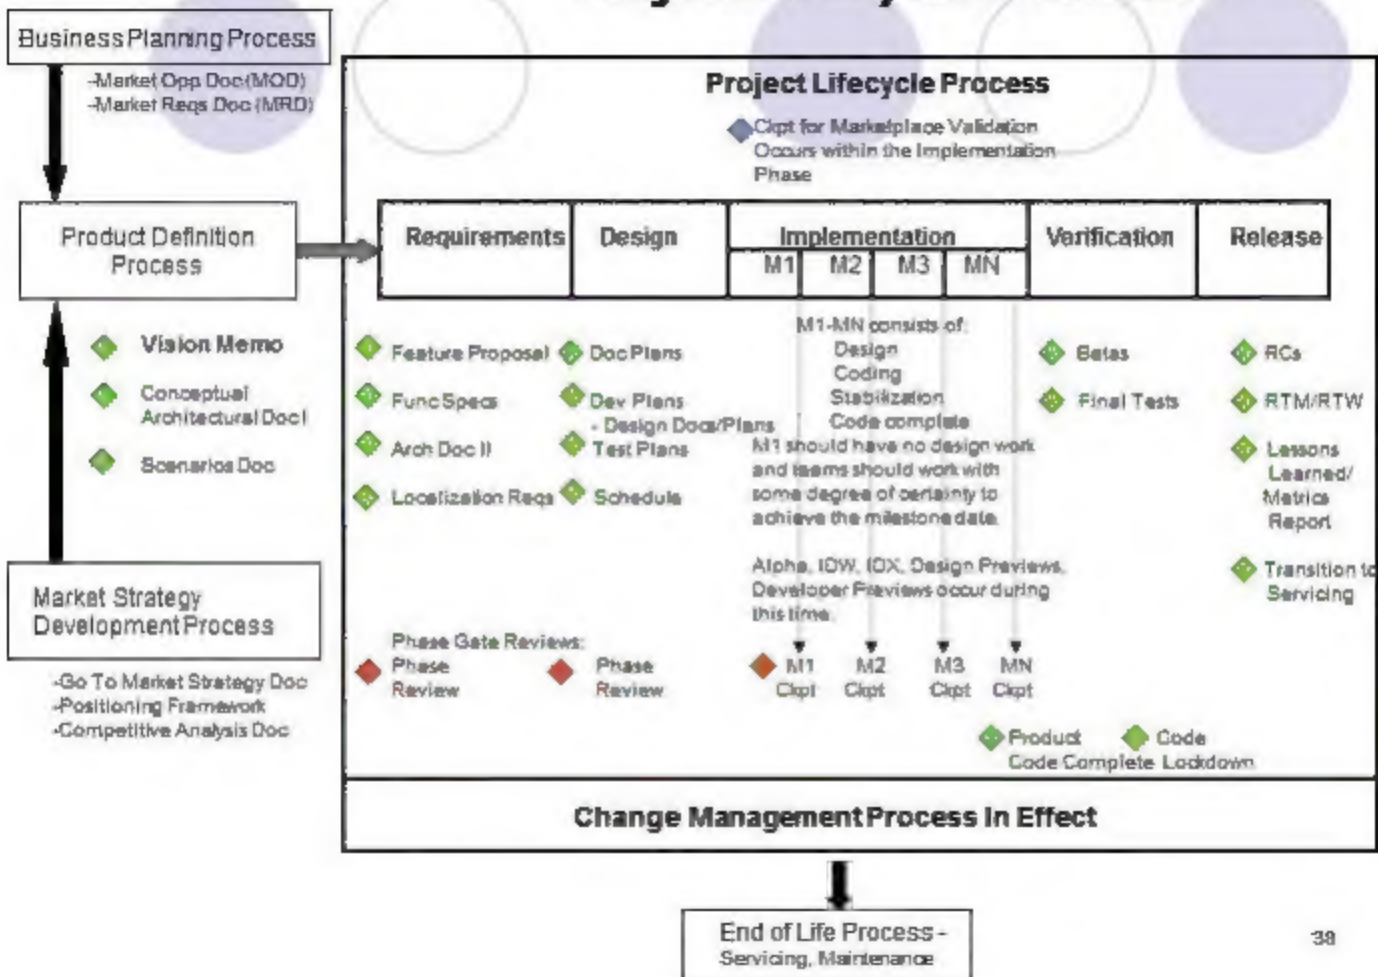 Business Planning Process
-Market Opp Doc (MOD)
-Market Reqs Doc (MRD)
Product Definition
Process
Vision Memo
Conceptual
Architectural Doc I
Scenarios Doc
Market Strategy
Development Process
-Go To Market Strategy Doc
-Positioning Framework
-Competitive Analysis Doc
Project Lifecycle Process
Ckpt for Marketplace Validation
Occurs within the Implementation
Phase
Requirements
Design
Implementation
M1 M2 M3 MN
Verification
Release
Feature Proposal
Func Specs
Arch Doc II
Localization Reqs
Doc Plans
Dev Plans
- Design Docs/Plans
Test Plans
Schedule
M1-MN consists of:
Design
Coding
Stabilization
Code complete
M1 should have no design work
and teams should work with
some degree of certainty to
achieve the milestone date.
Alpha, IDW, IDX, Design Previews,
Developer Previews occur during
this time.
Betas
Final Tests
RCs
RTM/RTW
Lessons
Learned/
Metrics
Report
Transition to
Servicing
Phase Gate Reviews:
Phase
Review
Phase
Review
M1
Ckpt
M2
Ckpt
M3
Ckpt
MN
Ckpt
Product
Code Complete
Code
Lockdown
Change Management Process In Effect
End of Life Process -
Servicing, Maintenance